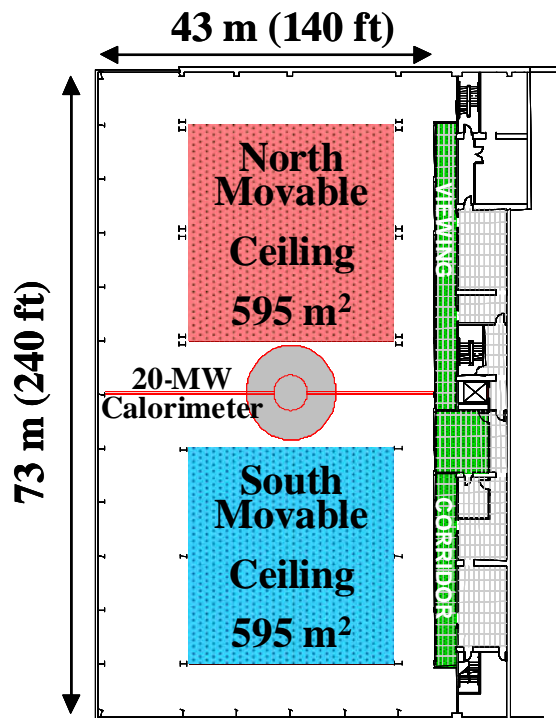 43 m (140 ft)
73 m (240 ft)
North
Movable
Ceiling
595 m²
VIEWING
20-MW
Calorimeter
South
Movable
Ceiling
595 m²
CORRIDOR